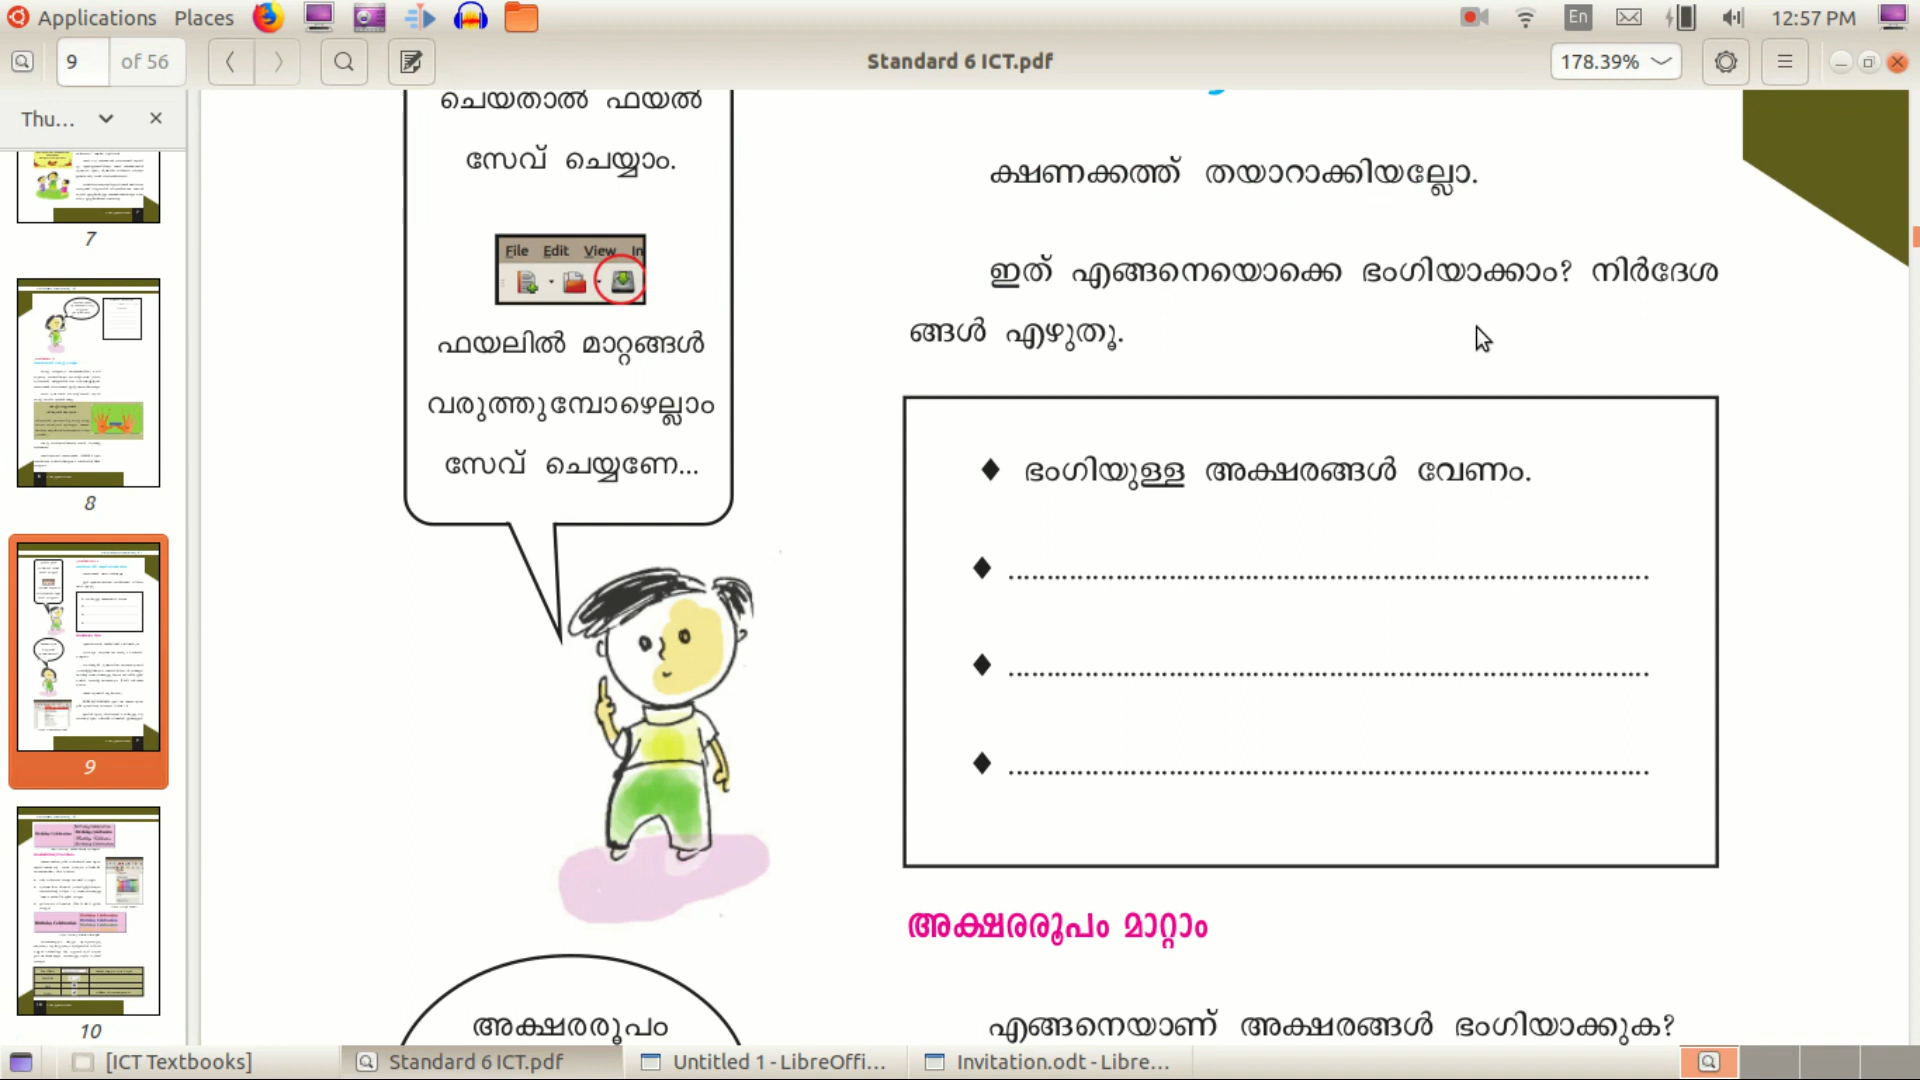 Applications Places En 12:57 PM
9 of 56 Standard 6 ICT.pdf 178.39%
Thu...
7
8
9
10
ചെയ്താൽ ഫയൽ
സേവ് ചെയ്യാം.
File Edit View In
ഫയലിൽ മാറ്റങ്ങൾ
വരുത്തുമ്പോഴെല്ലാം
സേവ് ചെയ്യണേ...
അക്ഷരരൂപം
ക്ഷണക്കത്ത് തയാറാക്കിയല്ലോ.
ഇത് എങ്ങനെയൊക്കെ ഭംഗിയാക്കാം? നിർദേശ
ങ്ങൾ എഴുതൂ.
♦ ഭംഗിയുള്ള അക്ഷരങ്ങൾ വേണം.
അക്ഷരരൂപം മാറ്റാം
എങ്ങനെയാണ് അക്ഷരങ്ങൾ ഭംഗിയാക്കുക?
[ICT Textbooks] Standard 6 ICT.pdf Untitled 1 - LibreOffi... Invitation.odt - Libre...